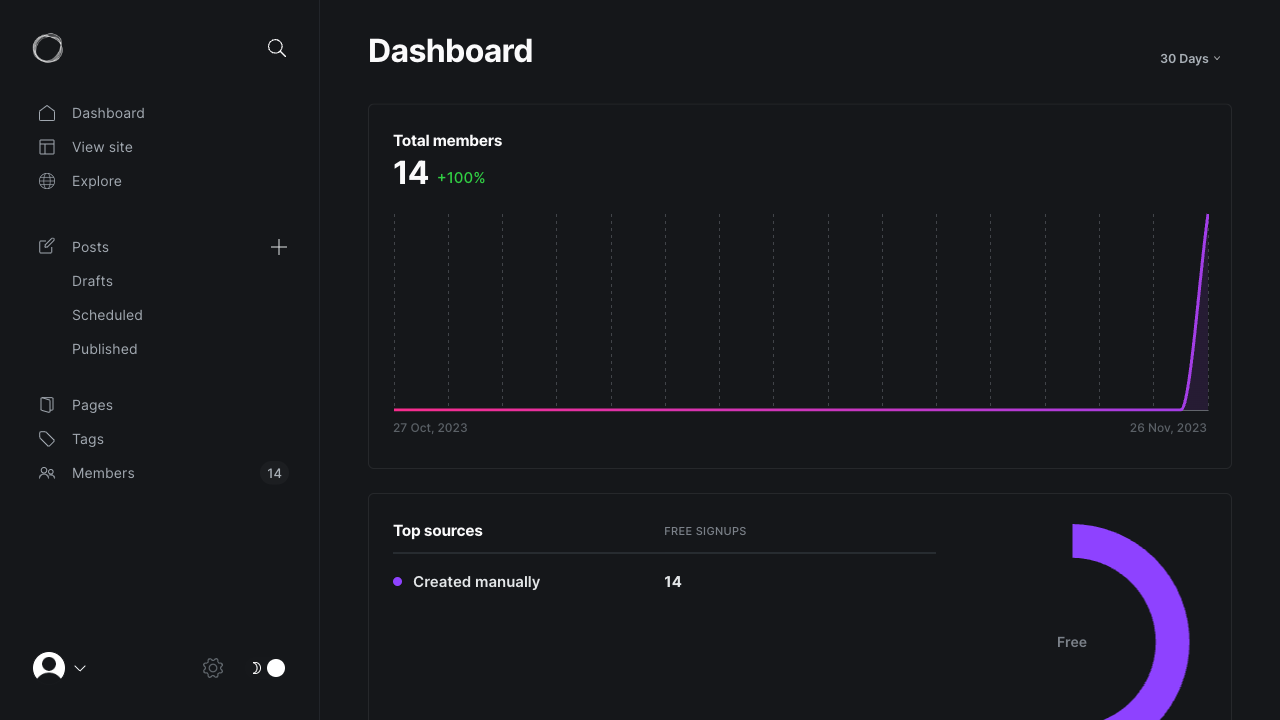 Dashboard
View site
Explore
Posts
Drafts
Scheduled
Published
Pages
Tags
Members 14
Dashboard
30 Days
Total members
14 +100%
27 Oct, 2023 26 Nov, 2023
Top sources FREE SIGNUPS
Created manually 14
Free